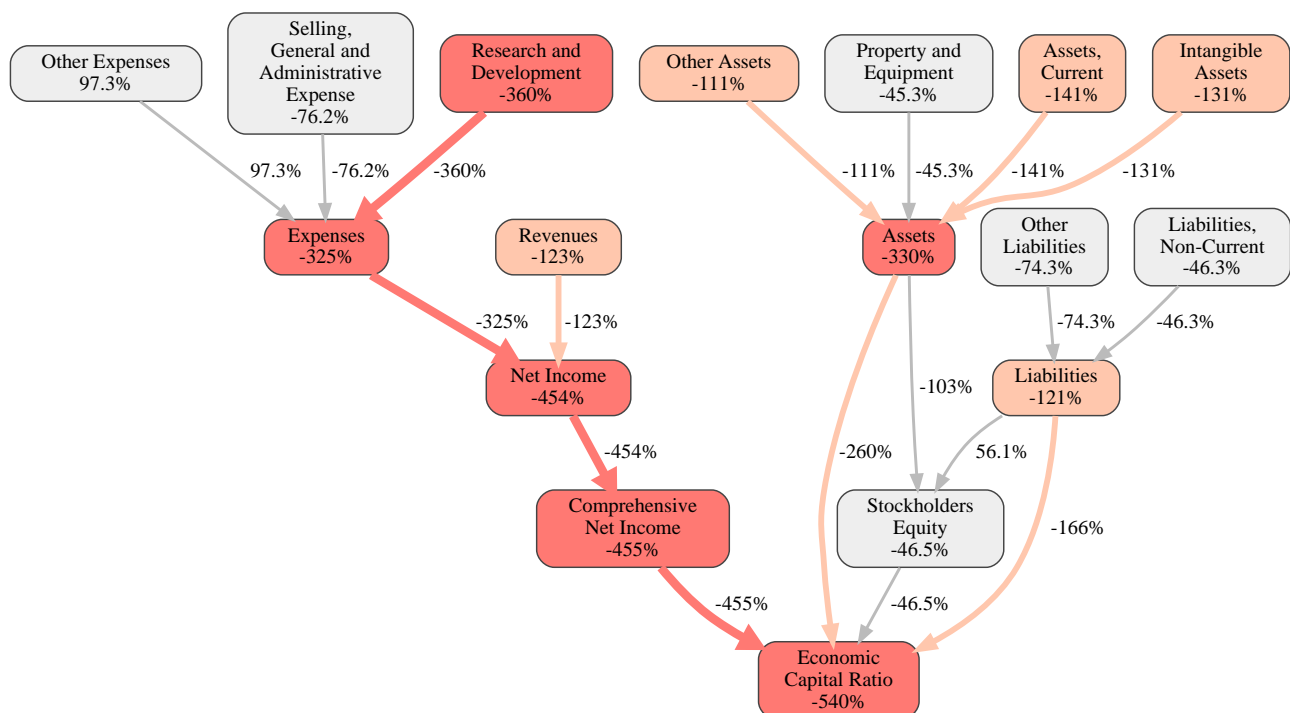 Other Expenses
97.3%
Selling,
General and
Administrative
Expense
-76.2%
Research and
Development
-360%
Other Assets
-111%
Property and
Equipment
-45.3%
Assets,
Current
-141%
Intangible
Assets
-131%
97.3%
-76.2%
-360%
-111%
-45.3%
-141%
-131%
Expenses
-325%
Revenues
-123%
Assets
-330%
Other
Liabilities
-74.3%
Liabilities,
Non-Current
-46.3%
-325%
-123%
-74.3%
-46.3%
Net Income
-454%
-103%
Liabilities
-121%
-454%
-260%
56.1%
Comprehensive
Net Income
-455%
Stockholders
Equity
-46.5%
-166%
-455%
-46.5%
Economic
Capital Ratio
-540%